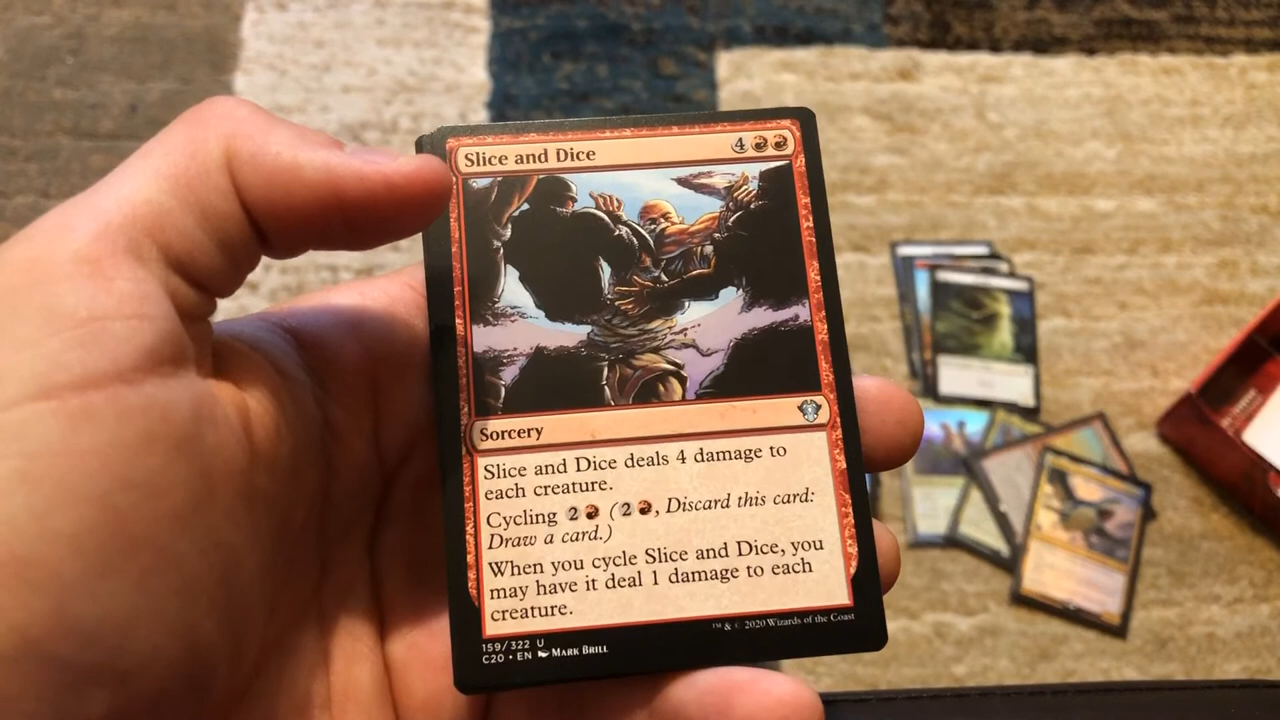 Slice and Dice 4
Sorcery
Slice and Dice deals 4 damage to
each creature.
Cycling 2 (2, Discard this card:
Draw a card.)
When you cycle Slice and Dice, you
may have it deal 1 damage to each
creature.
159/322 U
C20 • EN MARK BRILL
™ & © 2020 Wizards of the Coast